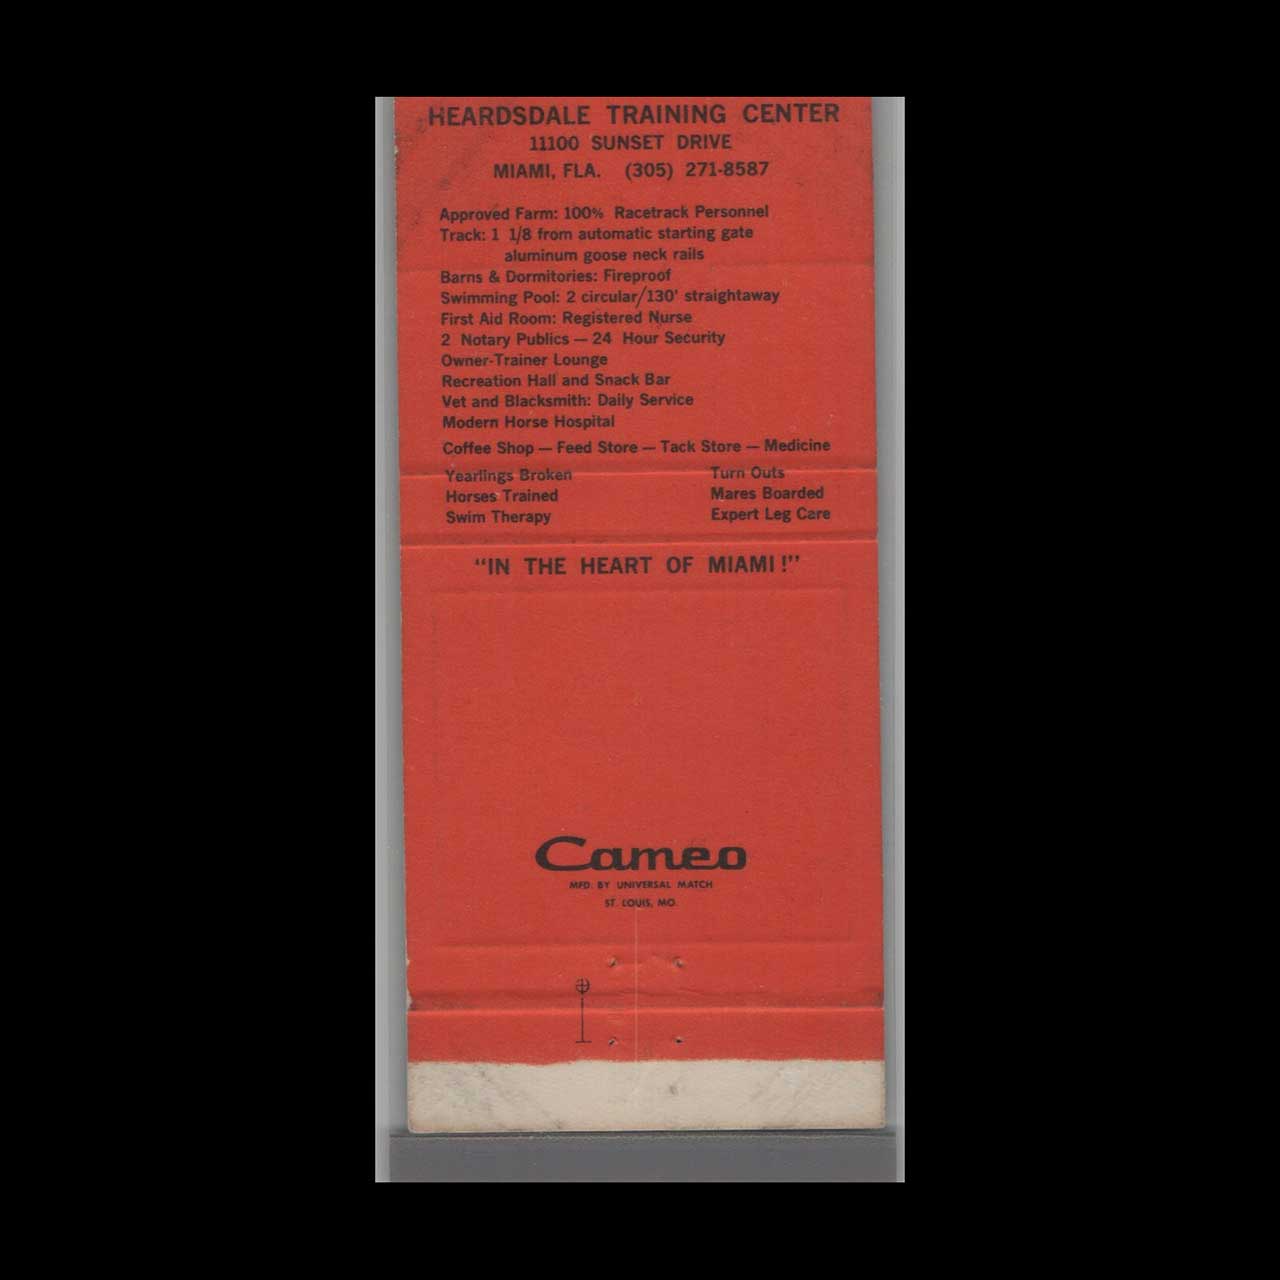 HEARDSDALE TRAINING CENTER
11100 SUNSET DRIVE
MIAMI, FLA. (305) 271-8587
Approved Farm: 100% Racetrack Personnel
Track: 1 1/8 from automatic starting gate
aluminum goose neck rails
Barns & Dormitories: Fireproof
Swimming Pool: 2 circular/130' straightaway
First Aid Room: Registered Nurse
2 Notary Publics — 24 Hour Security
Owner-Trainer Lounge
Recreation Hall and Snack Bar
Vet and Blacksmith: Daily Service
Modern Horse Hospital
Coffee Shop — Feed Store — Tack Store — Medicine
Yearlings Broken Turn Outs
Horses Trained Mares Boarded
Swim Therapy Expert Leg Care
“IN THE HEART OF MIAMI!”
Cameo
MFD. BY UNIVERSAL MATCH
ST. LOUIS, MO.